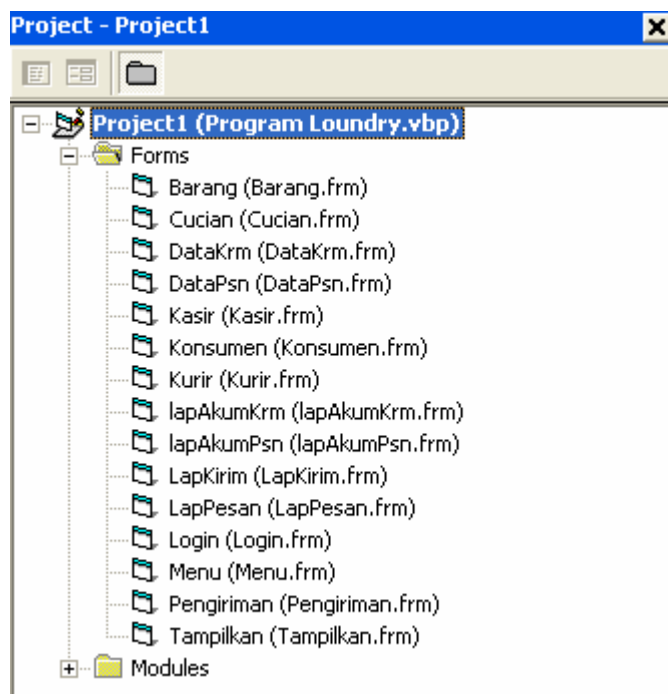 Project - Project1
Project1 (Program Loundry.vbp)
Forms
Barang (Barang.frm)
Cucian (Cucian.frm)
DataKrm (DataKrm.frm)
DataPsn (DataPsn.frm)
Kasir (Kasir.frm)
Konsumen (Konsumen.frm)
Kurir (Kurir.frm)
lapAkumKrm (lapAkumKrm.frm)
lapAkumPsn (lapAkumPsn.frm)
LapKirim (LapKirim.frm)
LapPesan (LapPesan.frm)
Login (Login.frm)
Menu (Menu.frm)
Pengiriman (Pengiriman.frm)
Tampilkan (Tampilkan.frm)
Modules